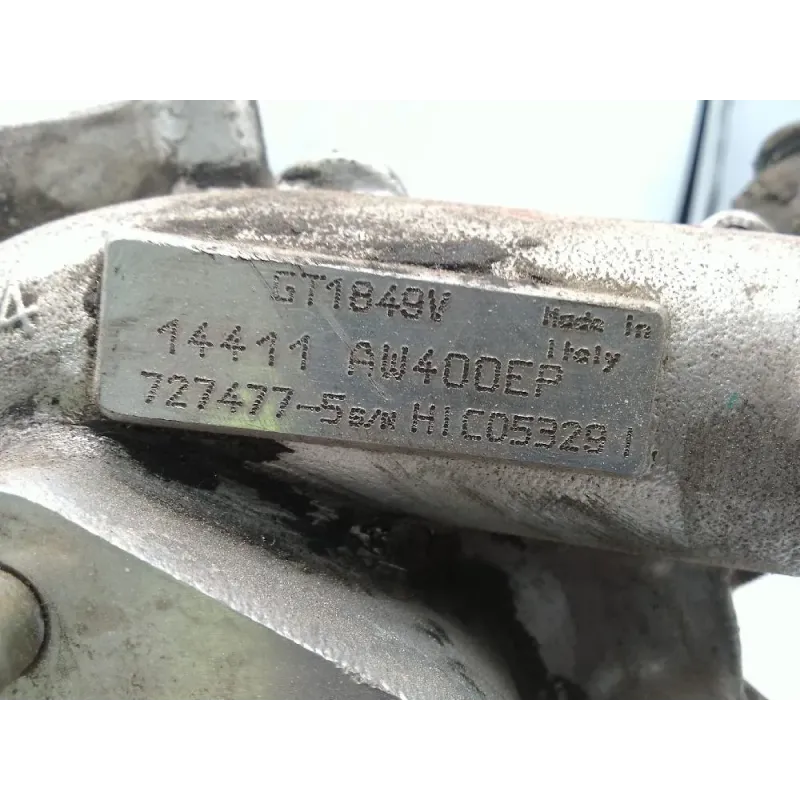 GT1849V
Made in
Italy
14411 AW400EP
727477-5 S/N HIC05329